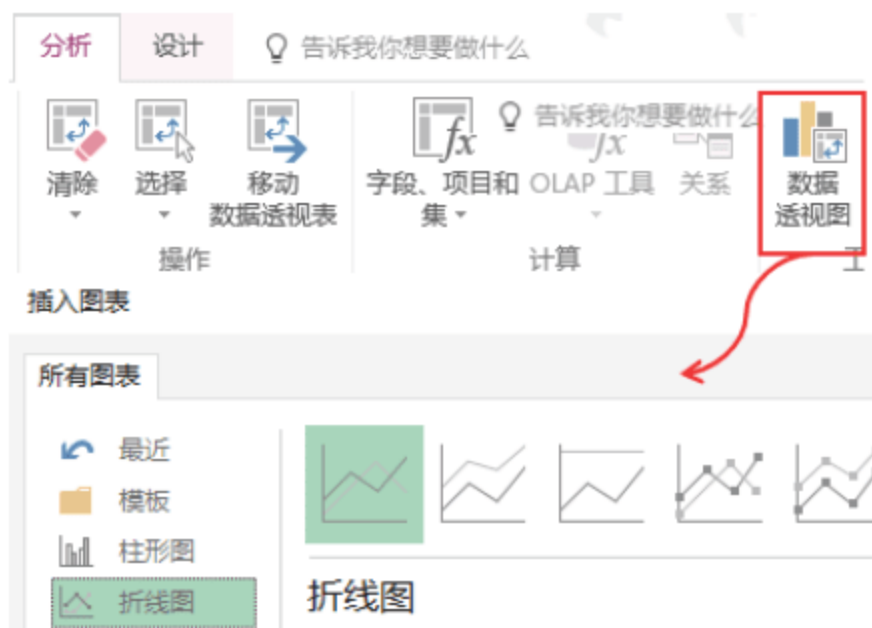 分析 设计 告诉我你想要做什么
告诉我你想要做什么
清除 选择 移动 字段、项目和 OLAP 工具 关系 数据
数据透视表 集 透视图
操作 计算
插入图表
所有图表
最近
模板
柱形图
折线图 折线图